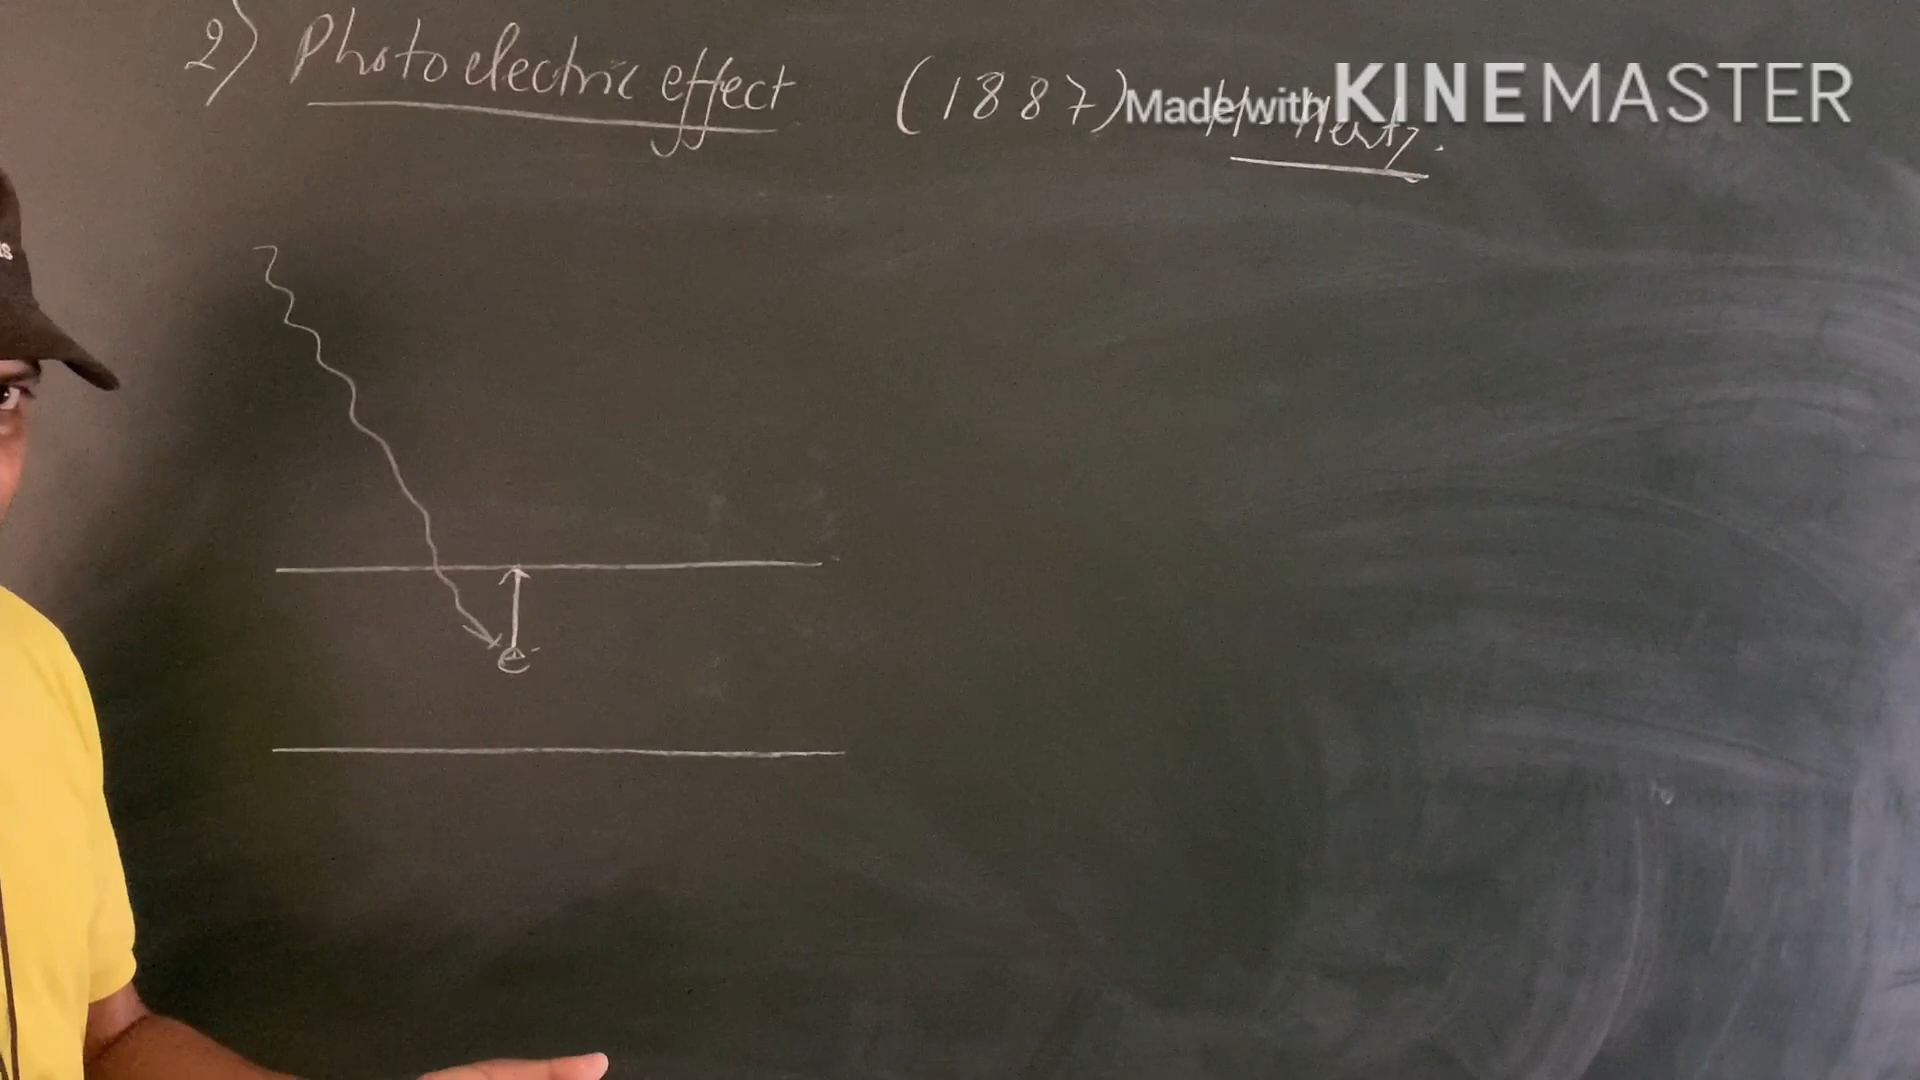 2) Photoelectric effect (1887) H. Hertz.
Made with KINEMASTER
e-